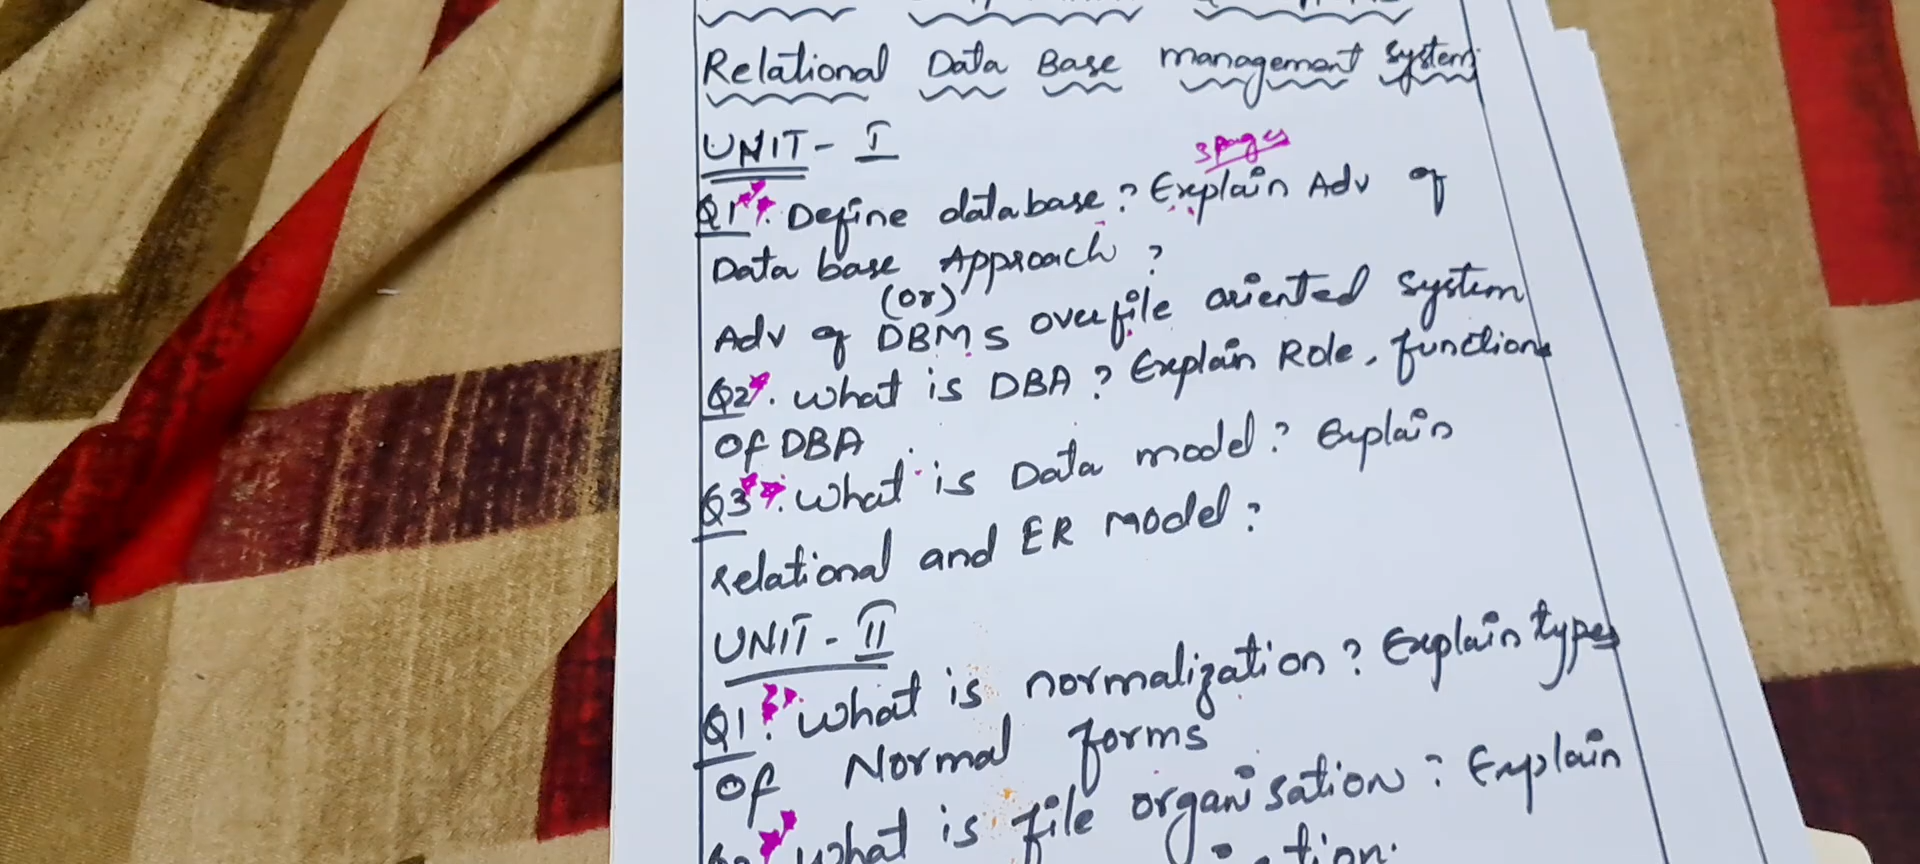 Relational Data Base management System
UNIT - I
3 pages
Q1. Define database? Explain Adv of
Data base Approach?
(or)
Adv of DBMS over file oriented System
Q2. What is DBA? Explain Role, functions
Of DBA
Q3. What is Data model? Explain
relational and ER model?
UNIT - II
Q1. What is normalization? Explain types
Of Normal forms
What is file organisation? Explain